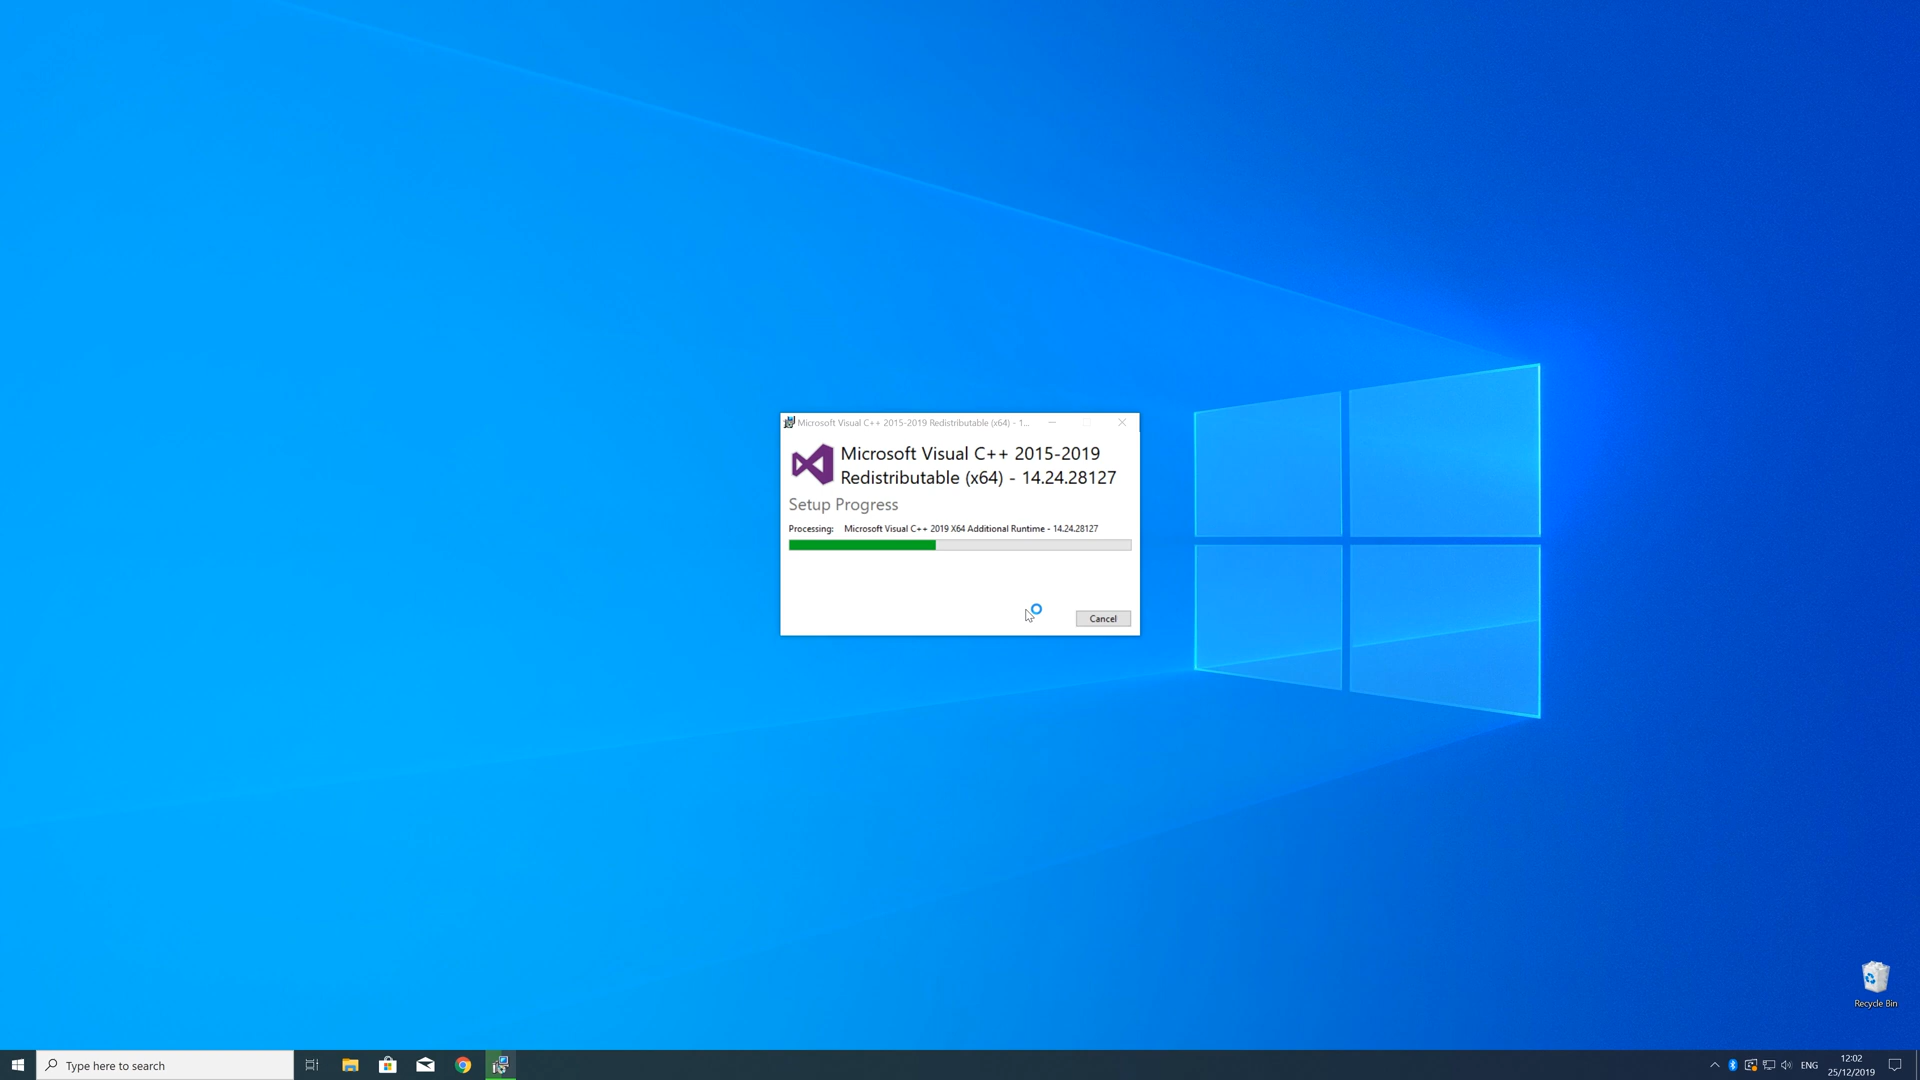 Microsoft Visual C++ 2015-2019 Redistributable (x64) - 1...
Microsoft Visual C++ 2015-2019
Redistributable (x64) - 14.24.28127
Setup Progress
Processing: Microsoft Visual C++ 2019 X64 Additional Runtime - 14.24.28127
Cancel
Recycle Bin
Type here to search
ENG
12:02
25/12/2019